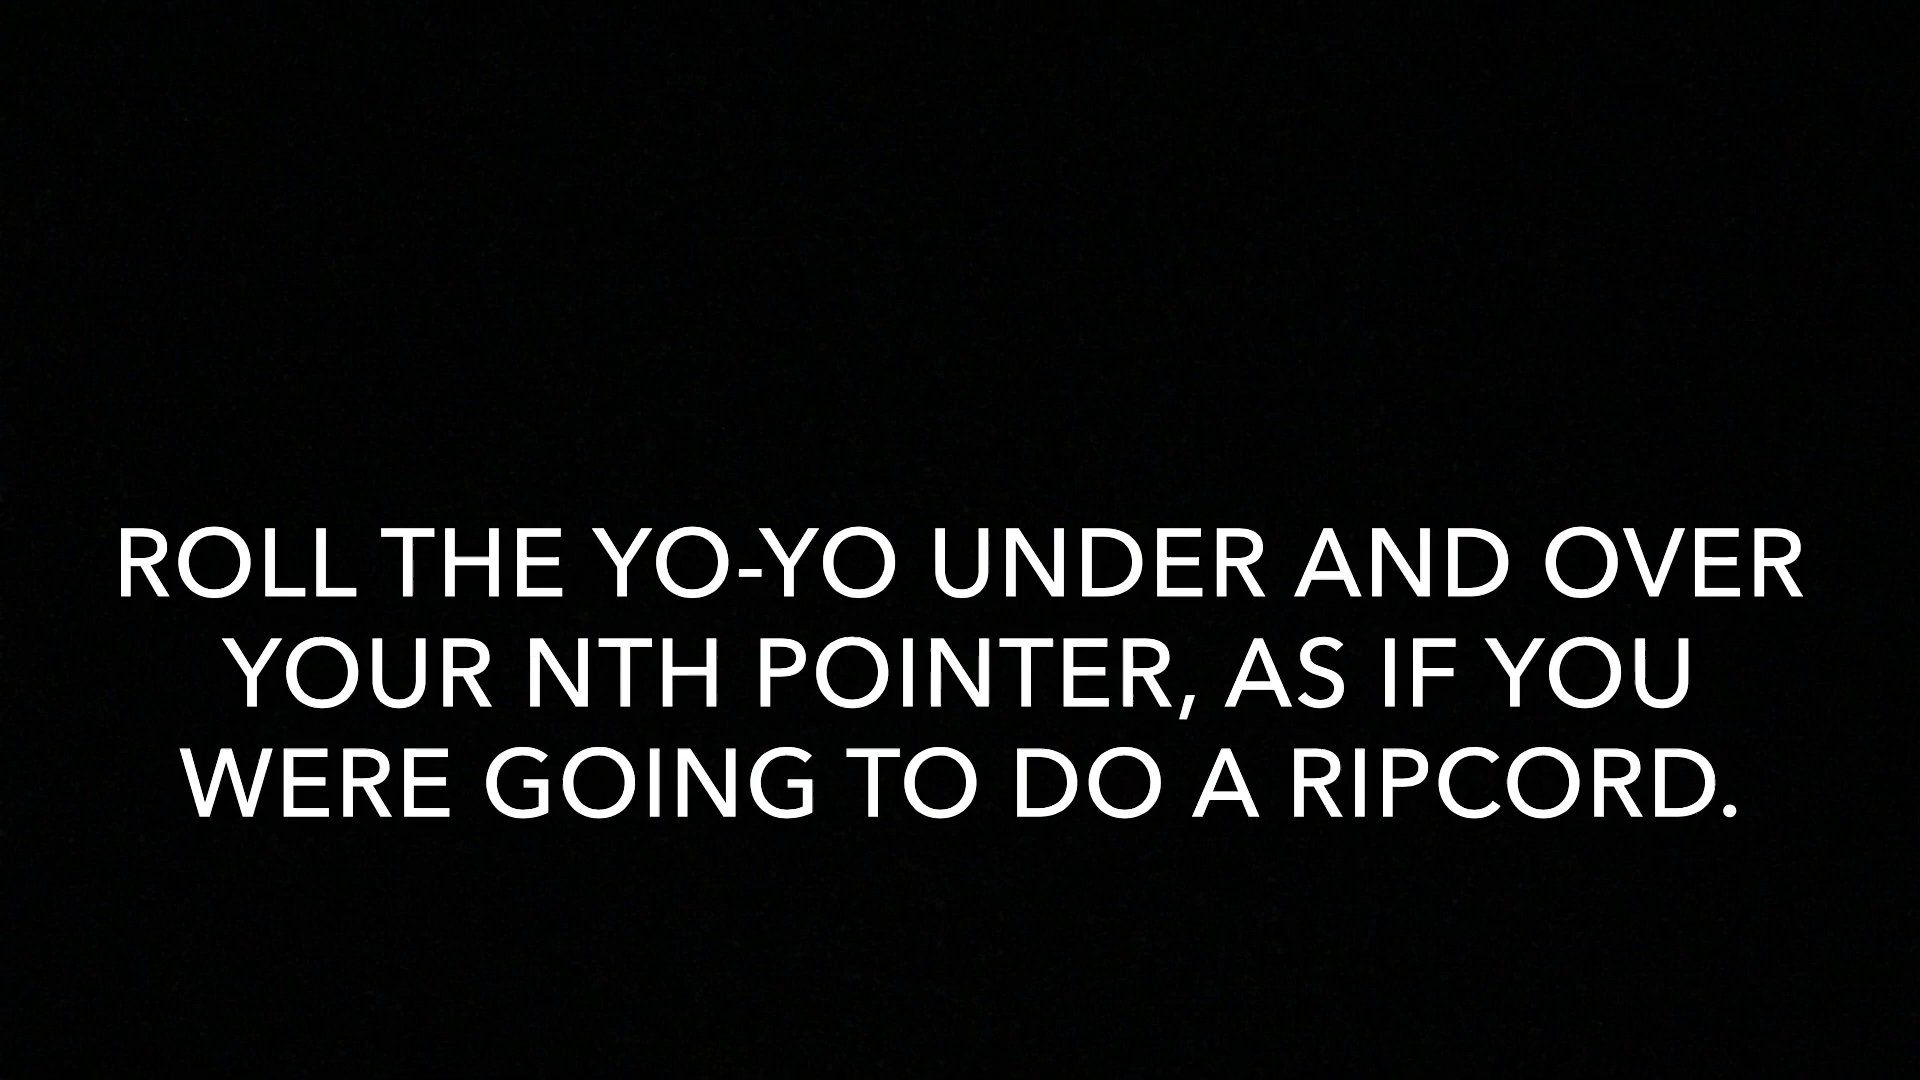 ROLL THE YO-YO UNDER AND OVER
YOUR NTH POINTER, AS IF YOU
WERE GOING TO DO A RIPCORD.